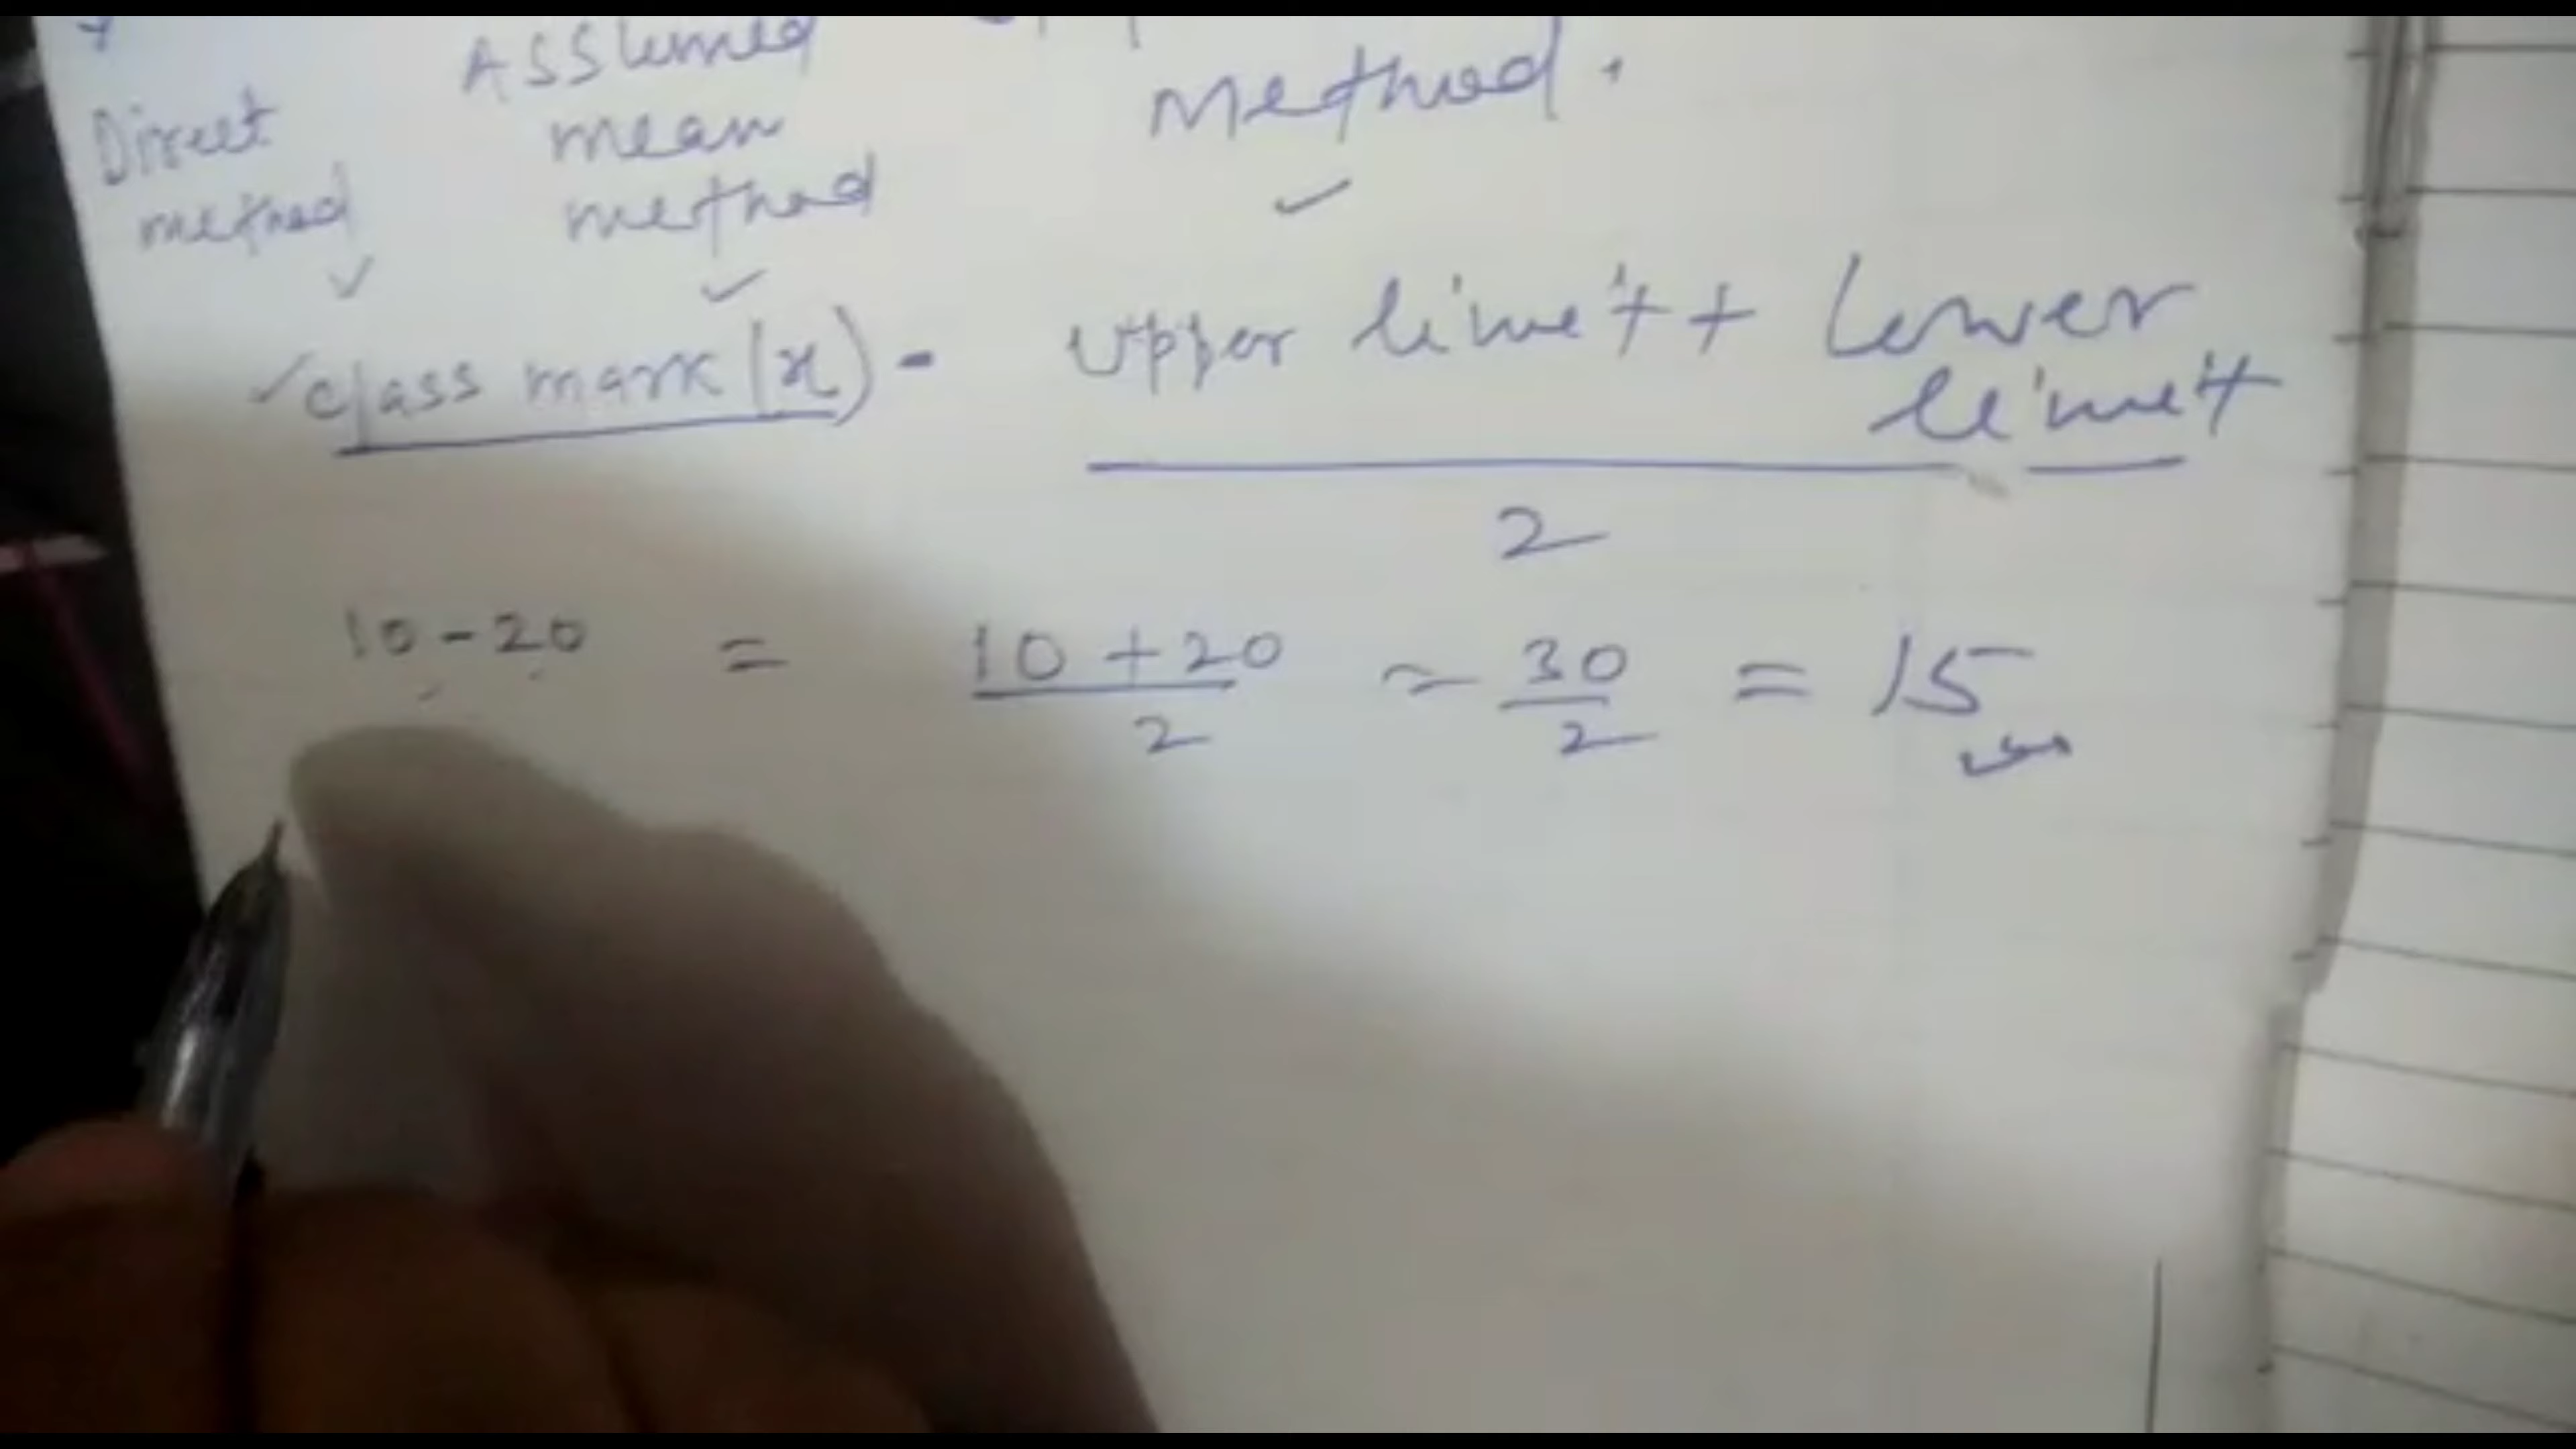 Assumed
Direct mean Method.
method method
✓ ✓ ✓
✓class mark (x) - Upper limit + Lower limit
2
10-20 = 10 + 20 = 30 = 15
2 2